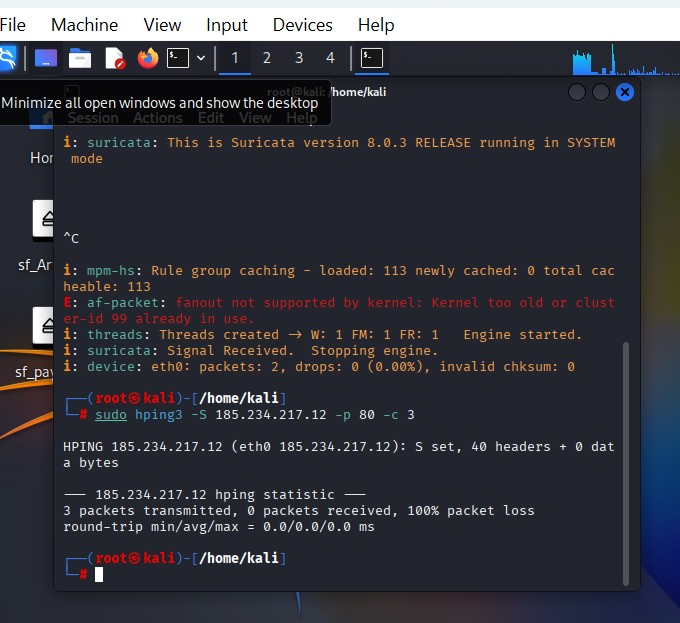 File Machine View Input Devices Help
1 2 3 4
root@kali: /home/kali
Minimize all open windows and show the desktop
Session Actions Edit View Help
i: suricata: This is Suricata version 8.0.3 RELEASE running in SYSTEM
mode
^C
i: mpm-hs: Rule group caching - loaded: 113 newly cached: 0 total cac
heable: 113
E: af-packet: fanout not supported by kernel: Kernel too old or clust
er-id 99 already in use.
i: threads: Threads created → W: 1 FM: 1 FR: 1 Engine started.
i: suricata: Signal Received. Stopping engine.
i: device: eth0: packets: 2, drops: 0 (0.00%), invalid chksum: 0
┌──(root㉿kali)-[/home/kali]
└─# sudo hping3 -S 185.234.217.12 -p 80 -c 3
HPING 185.234.217.12 (eth0 185.234.217.12): S set, 40 headers + 0 dat
a bytes
--- 185.234.217.12 hping statistic ---
3 packets transmitted, 0 packets received, 100% packet loss
round-trip min/avg/max = 0.0/0.0/0.0 ms
┌──(root㉿kali)-[/home/kali]
└─#
Hor
sf_Ar
sf_pav